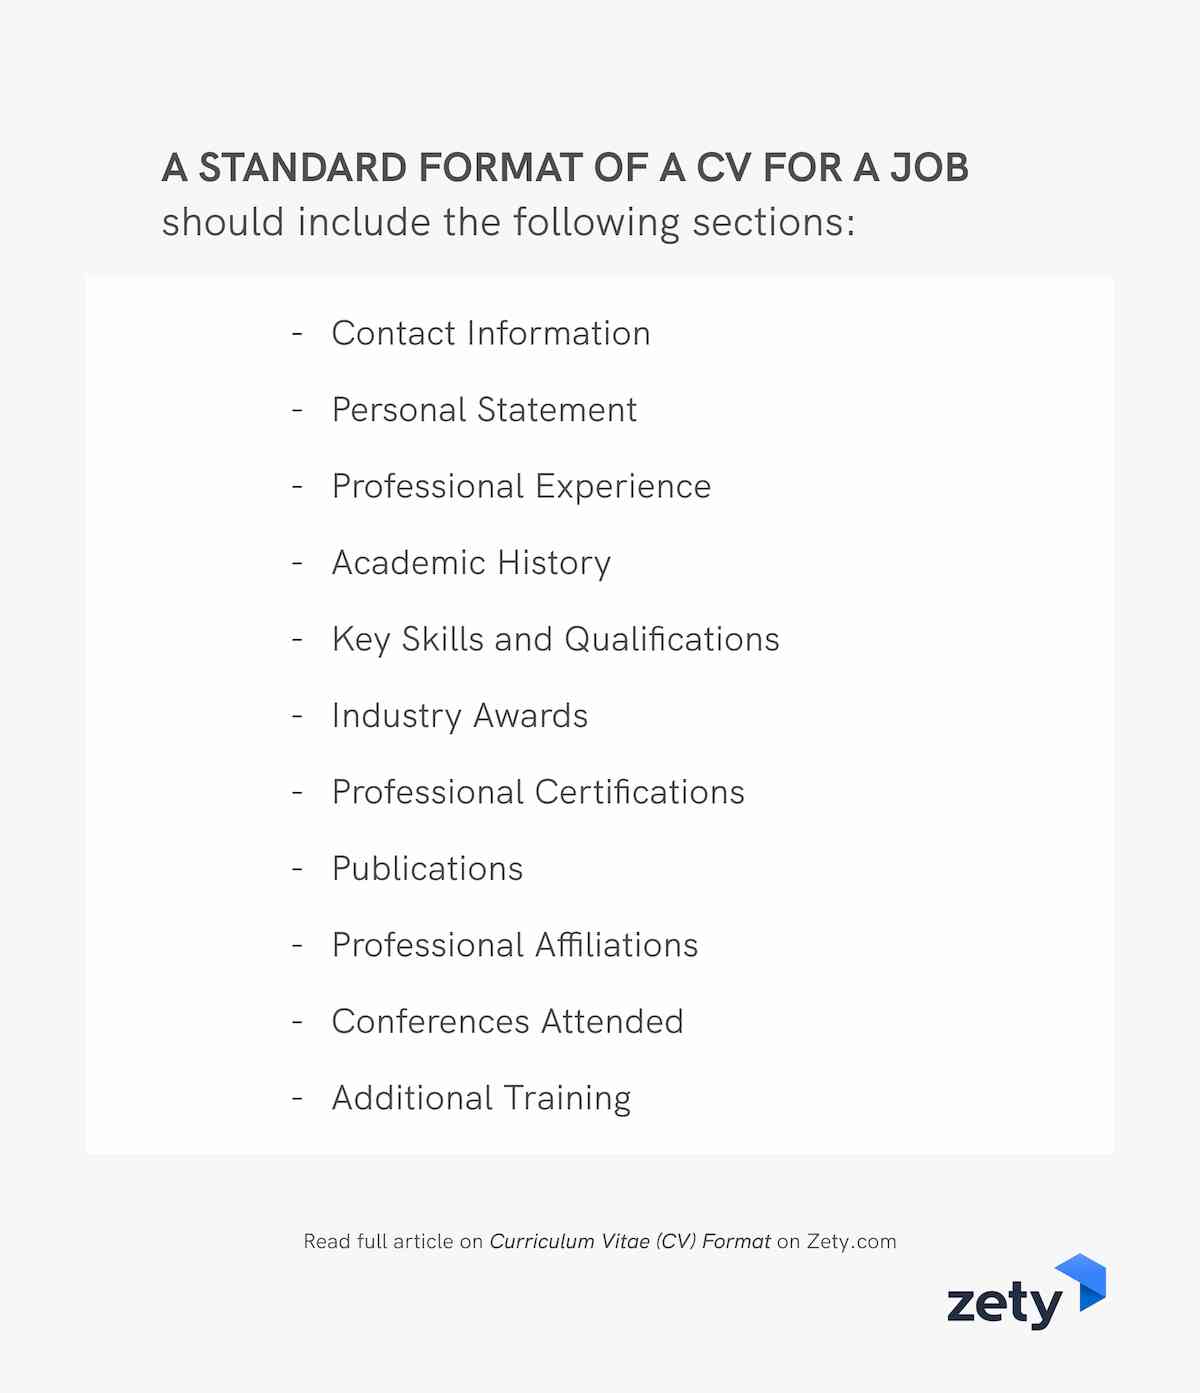 A STANDARD FORMAT OF A CV FOR A JOB
should include the following sections:
- Contact Information
- Personal Statement
- Professional Experience
- Academic History
- Key Skills and Qualifications
- Industry Awards
- Professional Certifications
- Publications
- Professional Affiliations
- Conferences Attended
- Additional Training
Read full article on Curriculum Vitae (CV) Format on Zety.com
zety